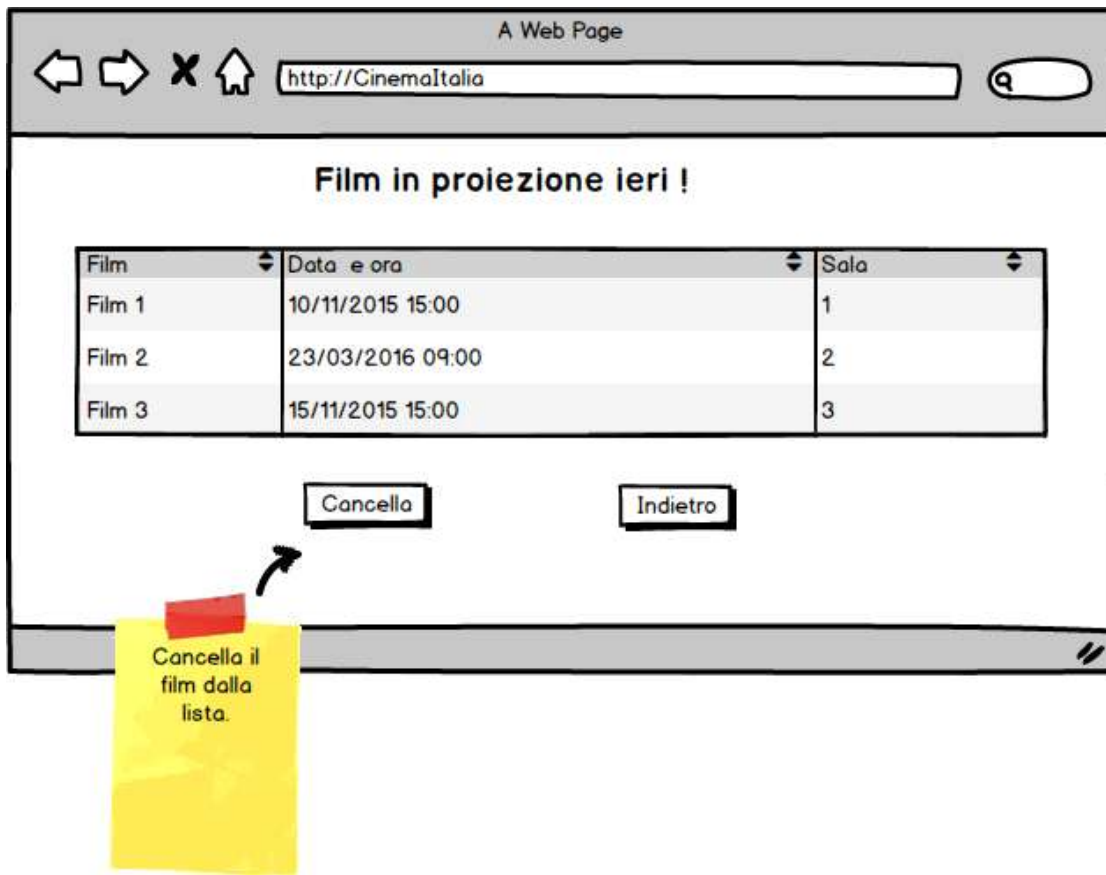 A Web Page
http://CinemaItalia
Film in proiezione ieri !
Film Data e ora Sala
Film 1 10/11/2015 15:00 1
Film 2 23/03/2016 09:00 2
Film 3 15/11/2015 15:00 3
Cancella Indietro
Cancella il
film dalla
lista.